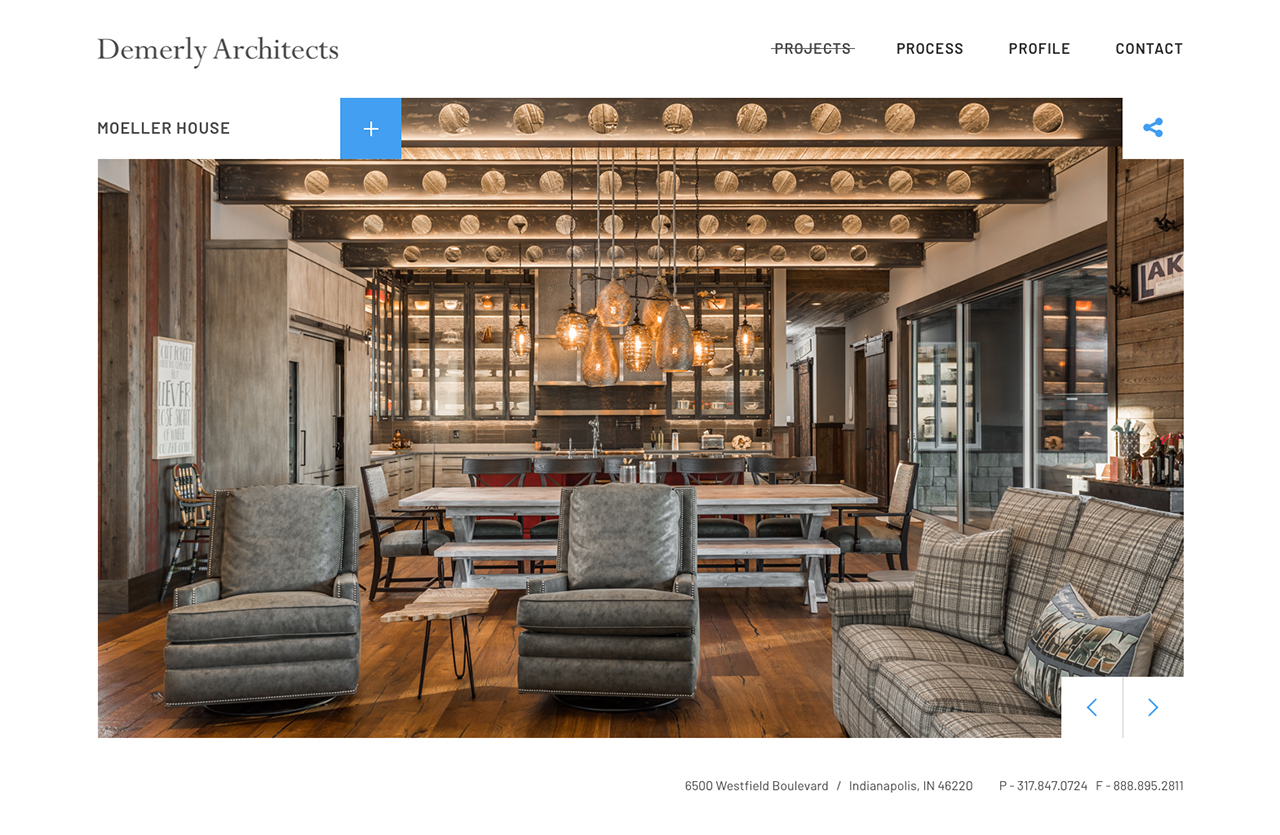 Demerly Architects
PROJECTS PROCESS PROFILE CONTACT
MOELLER HOUSE
LAK
NEVER
6500 Westfield Boulevard / Indianapolis, IN 46220 P - 317.847.0724 F - 888.895.2811